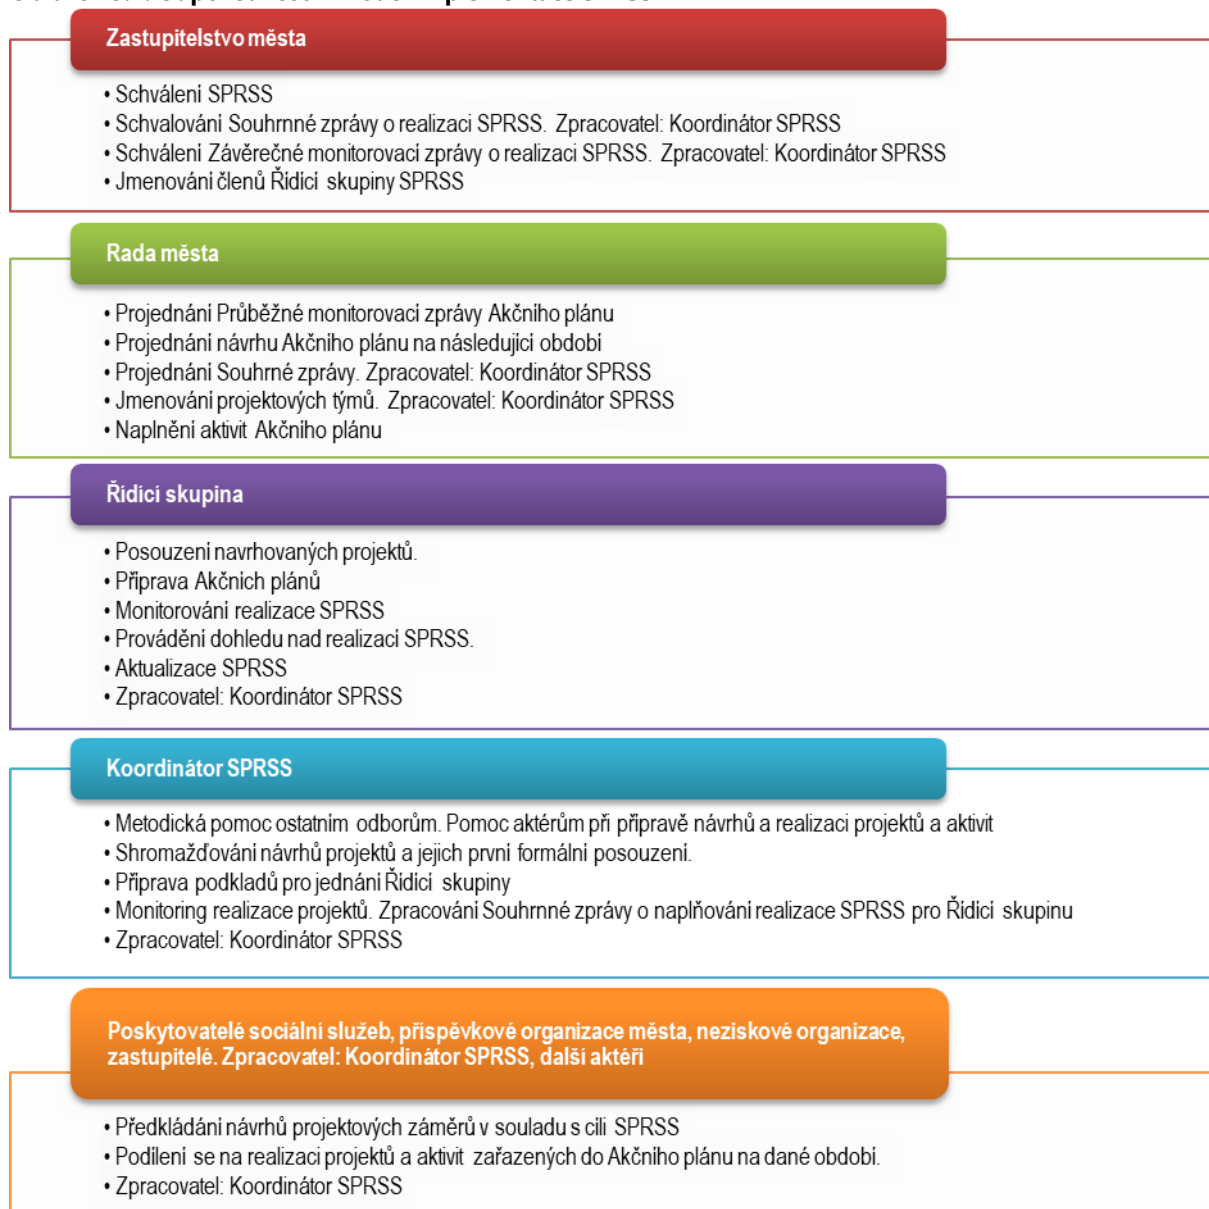 Zastupitelstvo města
• Schválení SPRSS
• Schvalování Souhrnné zprávy o realizaci SPRSS. Zpracovatel: Koordinátor SPRSS
• Schválení Závěrečné monitorovací zprávy o realizaci SPRSS. Zpracovatel: Koordinátor SPRSS
• Jmenování členů Řídící skupiny SPRSS
Rada města
• Projednání Průběžné monitorovací zprávy Akčního plánu
• Projednání návrhu Akčního plánu na následující období
• Projednání Souhrné zprávy. Zpracovatel: Koordinátor SPRSS
• Jmenování projektových týmů. Zpracovatel: Koordinátor SPRSS
• Naplnění aktivit Akčního plánu
Řídící skupina
• Posouzení navrhovaných projektů.
• Příprava Akčních plánů
• Monitorování realizace SPRSS
• Provádění dohledu nad realizací SPRSS.
• Aktualizace SPRSS
• Zpracovatel: Koordinátor SPRSS
Koordinátor SPRSS
• Metodická pomoc ostatním odborům. Pomoc aktérům při přípravě návrhů a realizaci projektů a aktivit
• Shromažďování návrhů projektů a jejich první formální posouzení.
• Příprava podkladů pro jednání Řídící skupiny
• Monitoring realizace projektů. Zpracování Souhrnné zprávy o naplňování realizace SPRSS pro Řídící skupinu
• Zpracovatel: Koordinátor SPRSS
Poskytovatelé sociální služeb, příspěvkové organizace města, neziskové organizace,
zastupitelé. Zpracovatel: Koordinátor SPRSS, další aktéři
• Předkládání návrhů projektových záměrů v souladu s cíli SPRSS
• Podílení se na realizaci projektů a aktivit zařazených do Akčního plánu na dané období.
• Zpracovatel: Koordinátor SPRSS